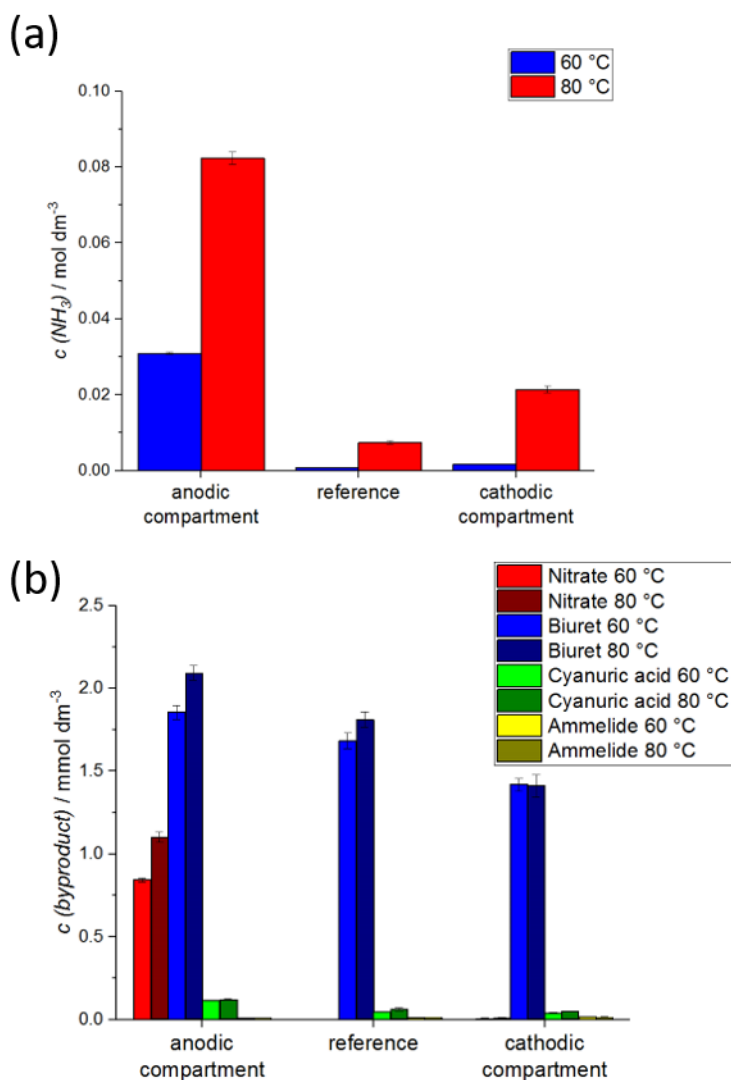 (a)
60 °C
80 °C
0.10
0.08
0.06
0.04
0.02
0.00
c (NH₃) / mol dm⁻³
anodic
compartment
reference
cathodic
compartment
(b)
Nitrate 60 °C
Nitrate 80 °C
Biuret 60 °C
Biuret 80 °C
Cyanuric acid 60 °C
Cyanuric acid 80 °C
Ammelide 60 °C
Ammelide 80 °C
2.5
2.0
1.5
1.0
0.5
0.0
c (byproduct) / mmol dm⁻³
anodic
compartment
reference
cathodic
compartment